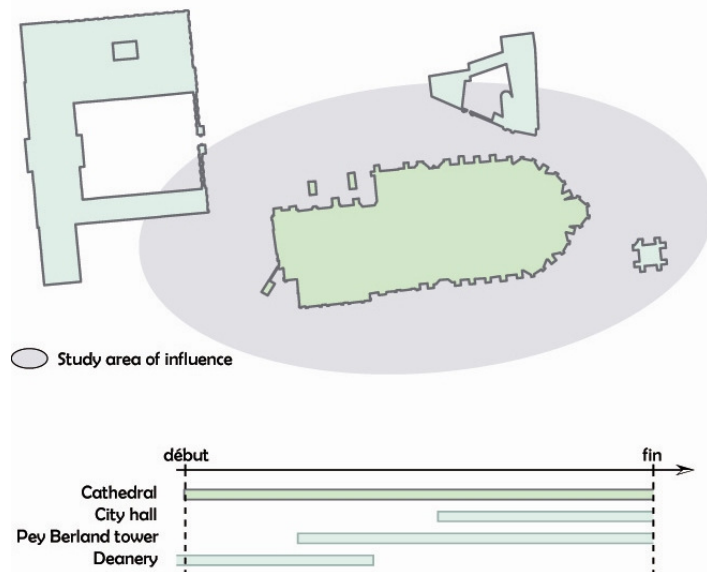 Study area of influence
début
fin
Cathedral
City hall
Pey Berland tower
Deanery